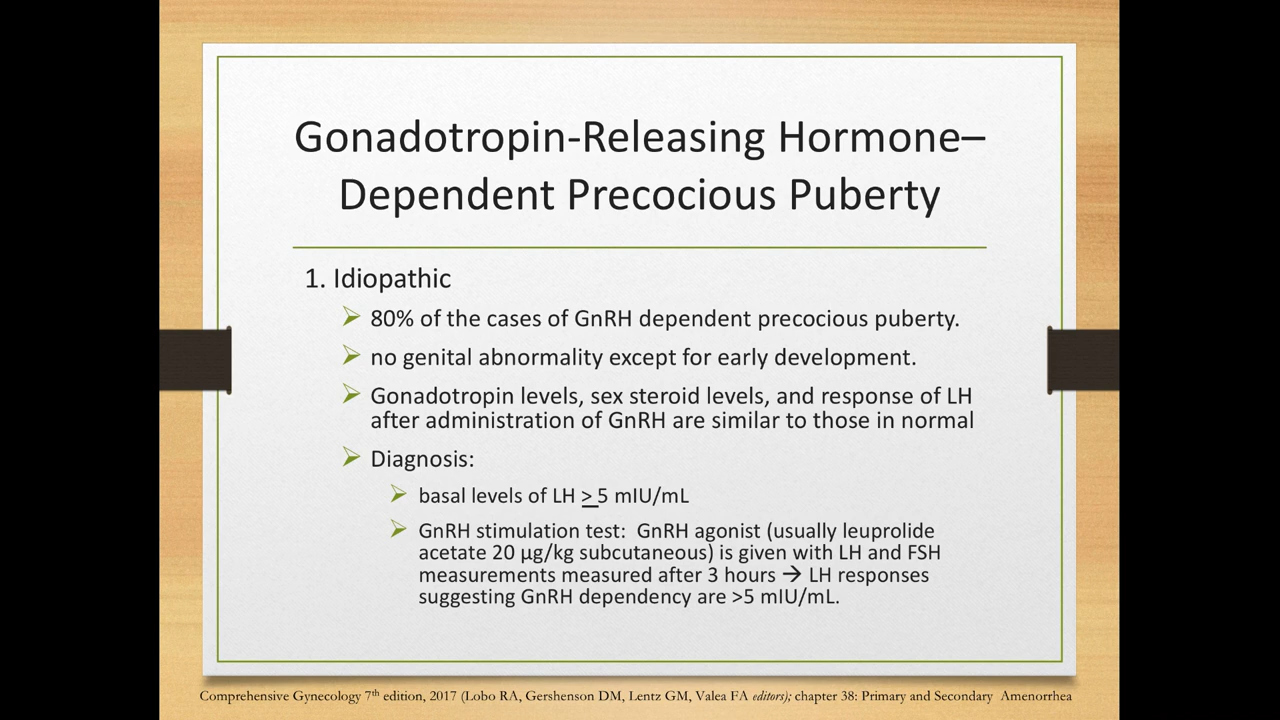 Gonadotropin-Releasing Hormone–
Dependent Precocious Puberty
1. Idiopathic
➢ 80% of the cases of GnRH dependent precocious puberty.
➢ no genital abnormality except for early development.
➢ Gonadotropin levels, sex steroid levels, and response of LH
after administration of GnRH are similar to those in normal
➢ Diagnosis:
➢ basal levels of LH > 5 mIU/mL
➢ GnRH stimulation test:  GnRH agonist (usually leuprolide
acetate 20 µg/kg subcutaneous) is given with LH and FSH
measurements measured after 3 hours → LH responses
suggesting GnRH dependency are >5 mIU/mL.
Comprehensive Gynecology 7th edition, 2017 (Lobo RA, Gershenson DM, Lentz GM, Valea FA editors); chapter 38: Primary and Secondary  Amenorrhea